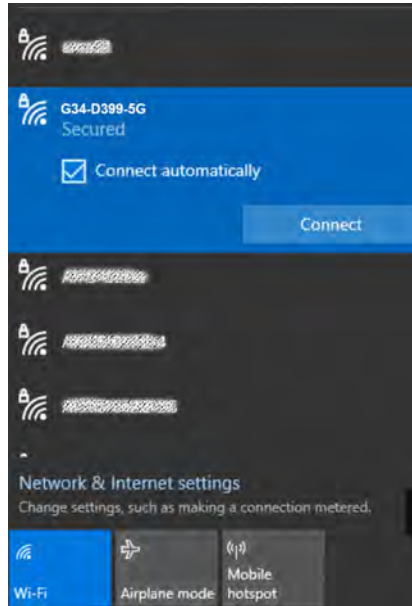 G34-D399-5G
Secured
Connect automatically
Connect
Network & Internet settings
Change settings, such as making a connection metered.
Wi-Fi
Airplane mode
Mobile
hotspot